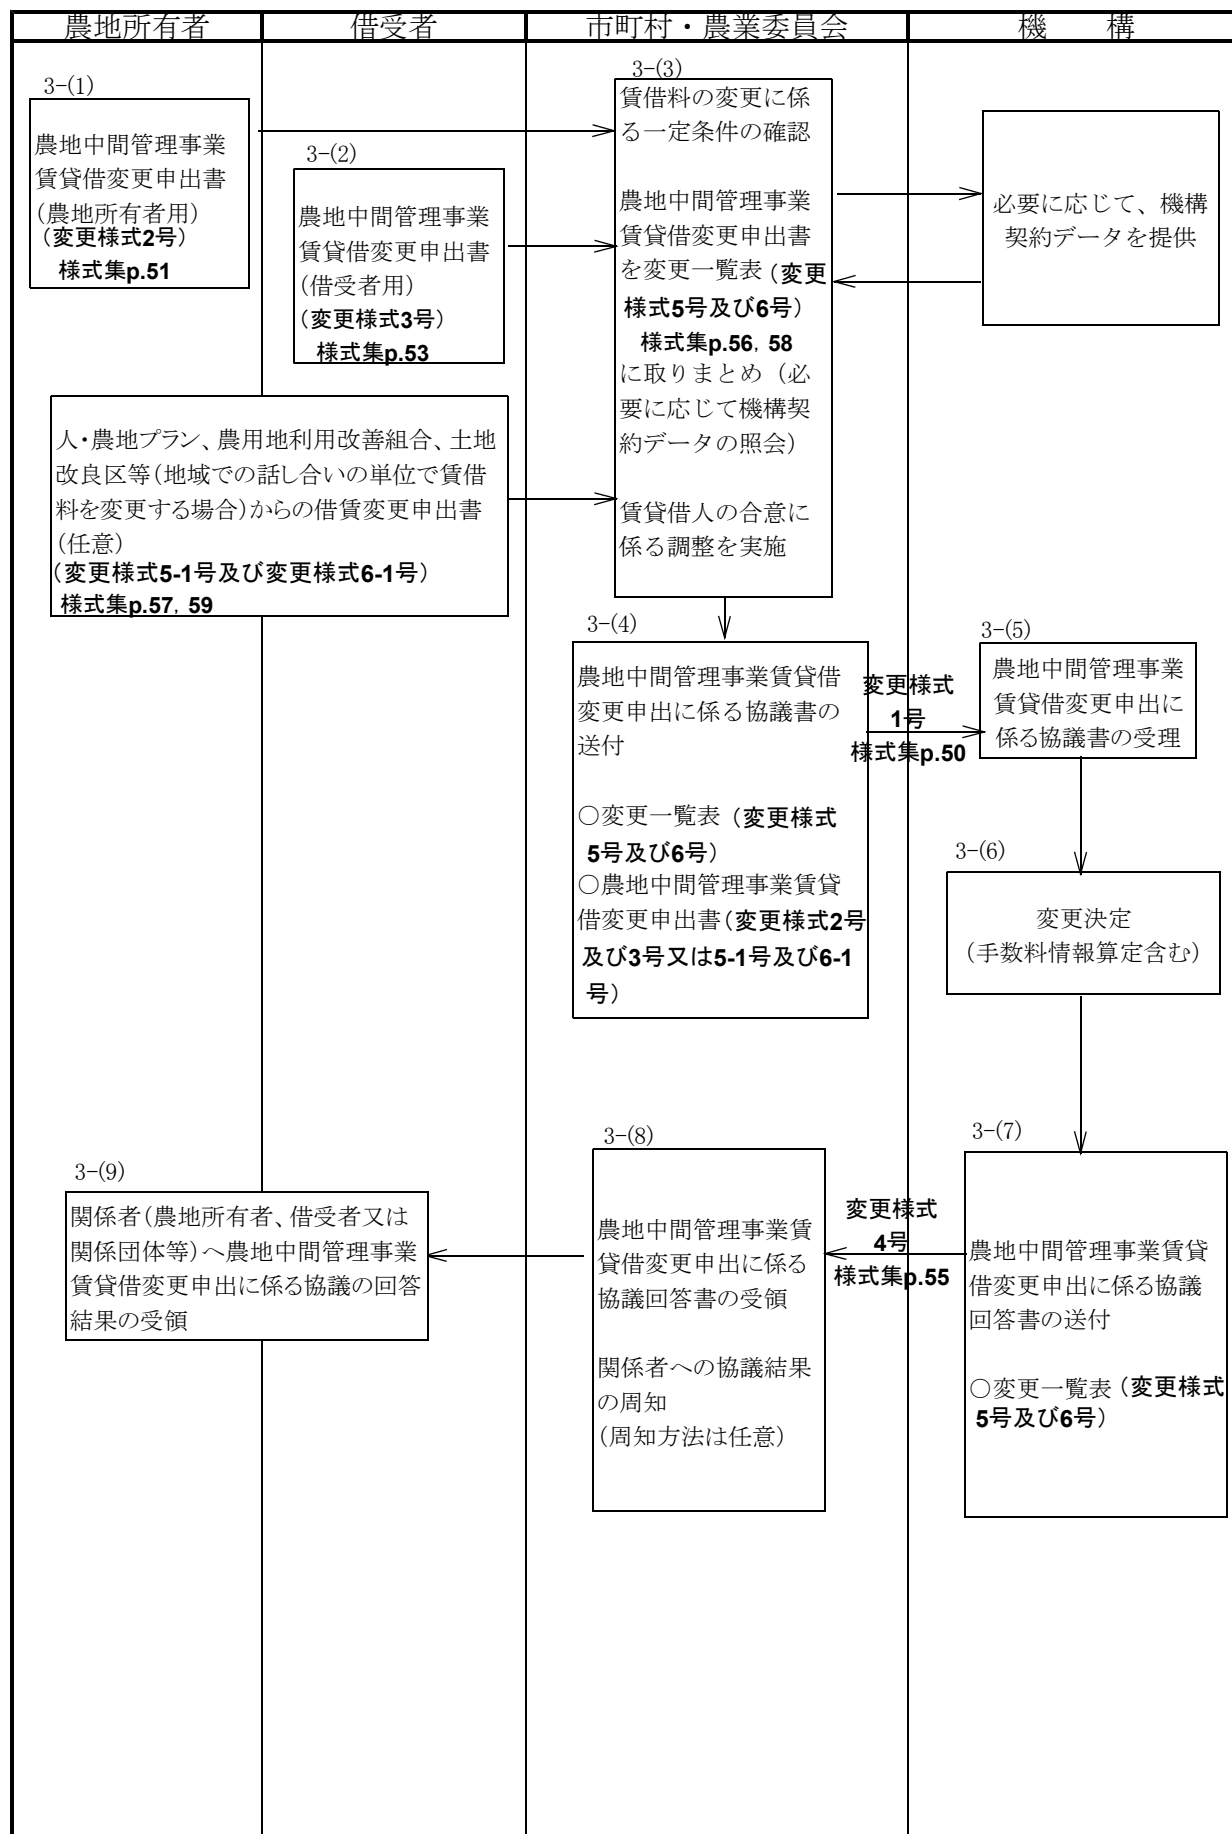 農地所有者
借受者
市町村・農業委員会
機　　構
3-(1)
農地中間管理事業
賃貸借変更申出書
(農地所有者用)
(変更様式2号)
様式集p.51
3-(2)
農地中間管理事業
賃貸借変更申出書
(借受者用)
(変更様式3号)
様式集p.53
人・農地プラン、農用地利用改善組合、土地
改良区等(地域での話し合いの単位で賃借
料を変更する場合)からの借賃変更申出書
(任意)
(変更様式5-1号及び変更様式6-1号)
様式集p.57，59
3-(3)
賃借料の変更に係
る一定条件の確認
農地中間管理事業
賃貸借変更申出書
を変更一覧表（変更
様式5号及び6号）
様式集p.56，58
に取りまとめ（必
要に応じて機構契
約データの照会）
賃貸借人の合意に
係る調整を実施
必要に応じて、機構
契約データを提供
3-(4)
農地中間管理事業賃貸借
変更申出に係る協議書の
送付
○変更一覧表（変更様式
5号及び6号）
○農地中間管理事業賃貸
借変更申出書(変更様式2号
及び3号又は5-1号及び6-1
号）
変更様式
1号
様式集p.50
3-(5)
農地中間管理事業
賃貸借変更申出に
係る協議書の受理
3-(6)
変更決定
(手数料情報算定含む)
3-(7)
農地中間管理事業賃貸
借変更申出に係る協議
回答書の送付
○変更一覧表（変更様式
5号及び6号）
変更様式
4号
様式集p.55
3-(8)
農地中間管理事業賃
貸借変更申出に係る
協議回答書の受領
関係者への協議結果
の周知
(周知方法は任意)
3-(9)
関係者(農地所有者、借受者又は
関係団体等)へ農地中間管理事業
賃貸借変更申出に係る協議の回答
結果の受領